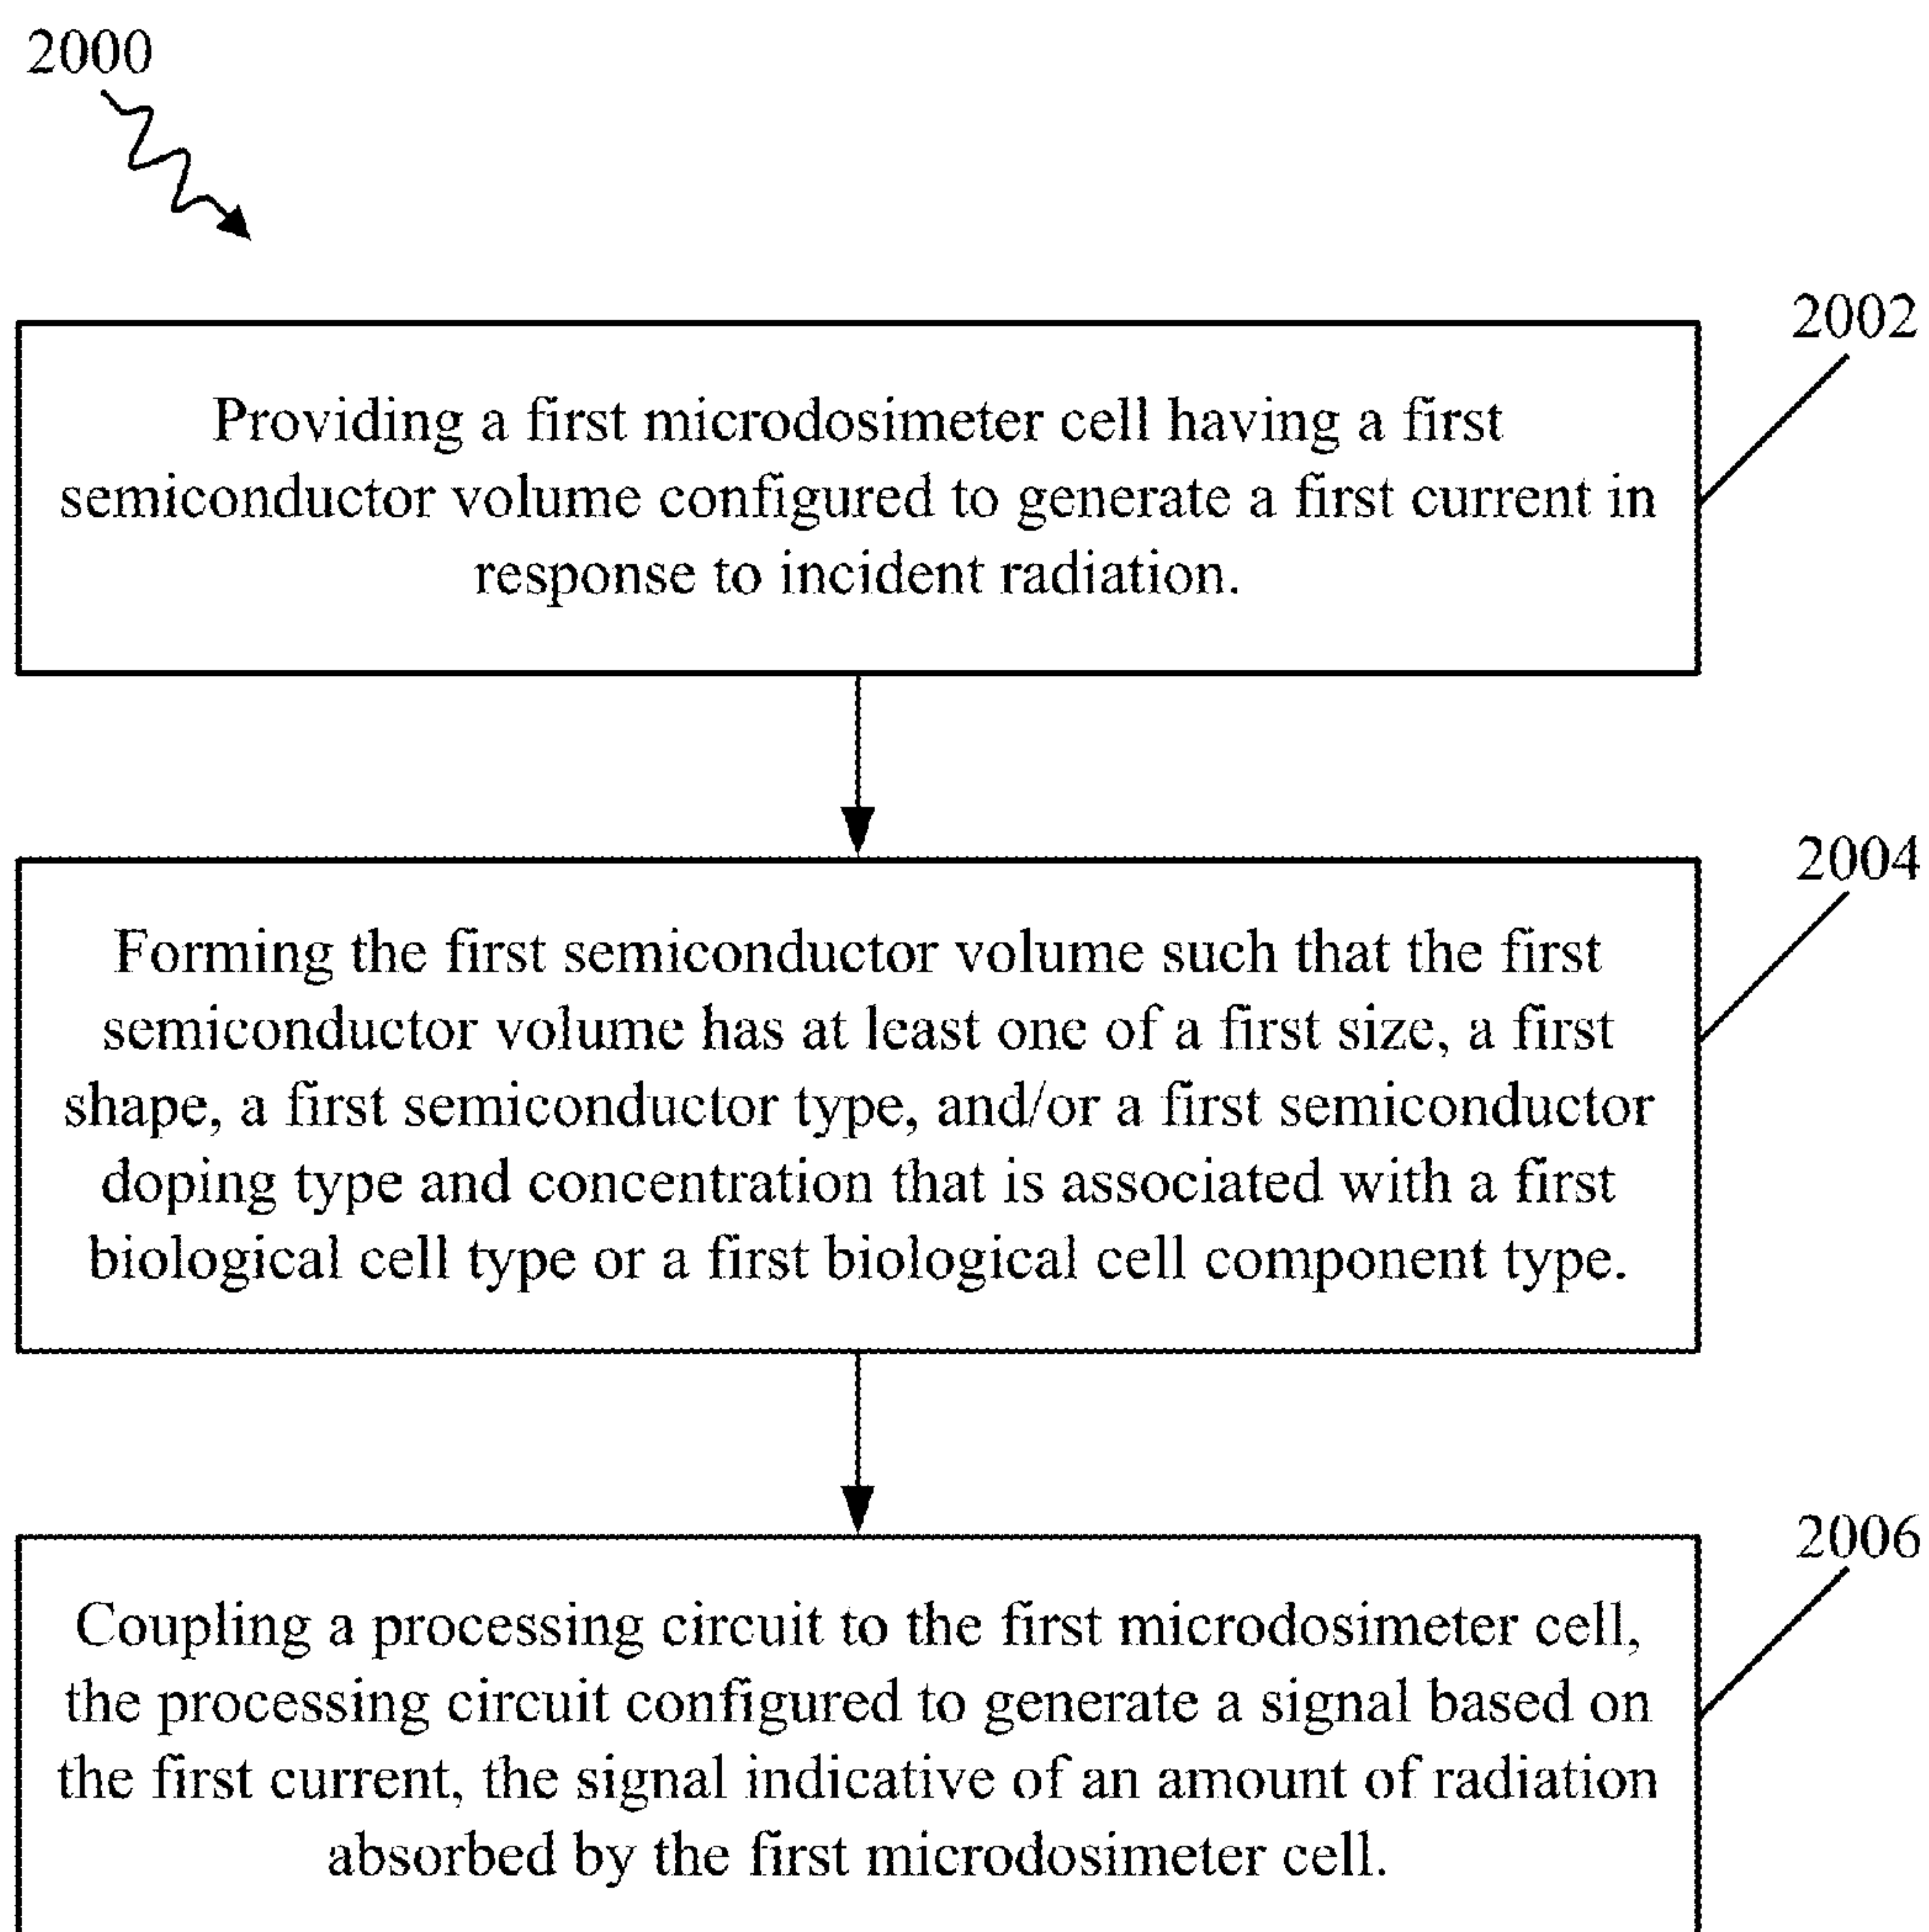 2000
2002
Providing a first microdosimeter cell having a first
semiconductor volume configured to generate a first current in
response to incident radiation.
2004
Forming the first semiconductor volume such that the first
semiconductor volume has at least one of a first size, a first
shape, a first semiconductor type, and/or a first semiconductor
doping type and concentration that is associated with a first
biological cell type or a first biological cell component type.
2006
Coupling a processing circuit to the first microdosimeter cell,
the processing circuit configured to generate a signal based on
the first current, the signal indicative of an amount of radiation
absorbed by the first microdosimeter cell.